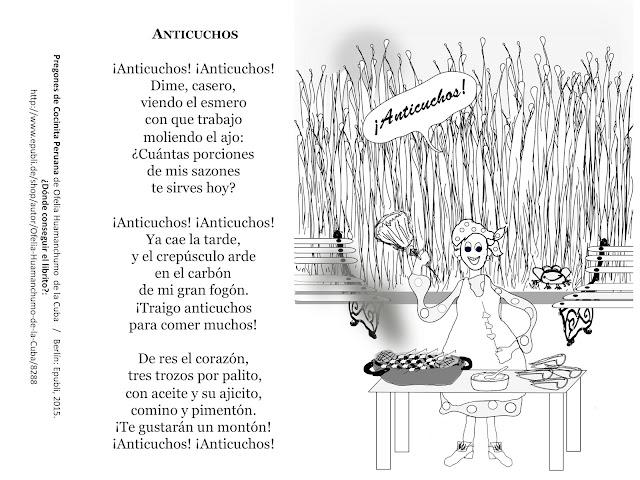 ANTICUCHOS
¡Anticuchos! ¡Anticuchos!
Dime, casero,
viendo el esmero
con que trabajo
moliendo el ajo:
¿Cuántas porciones
de mis sazones
te sirves hoy?
¡Anticuchos! ¡Anticuchos!
Ya cae la tarde,
y el crepúsculo arde
en el carbón
de mi gran fogón.
¡Traigo anticuchos
para comer muchos!
De res el corazón,
tres trozos por palito,
con aceite y su ajicito,
comino y pimentón.
¡Te gustarán un montón!
¡Anticuchos! ¡Anticuchos!
¡Anticuchos!
Pregones de Cocinita Peruana de Ofelia Huamanchumo de la Cuba / Berlín: Epubli, 2015.
¿Dónde conseguir el librito?:
http://www.epubli.de/shop/autor/Ofelia-Huamanchumo-de-la-Cuba/8288